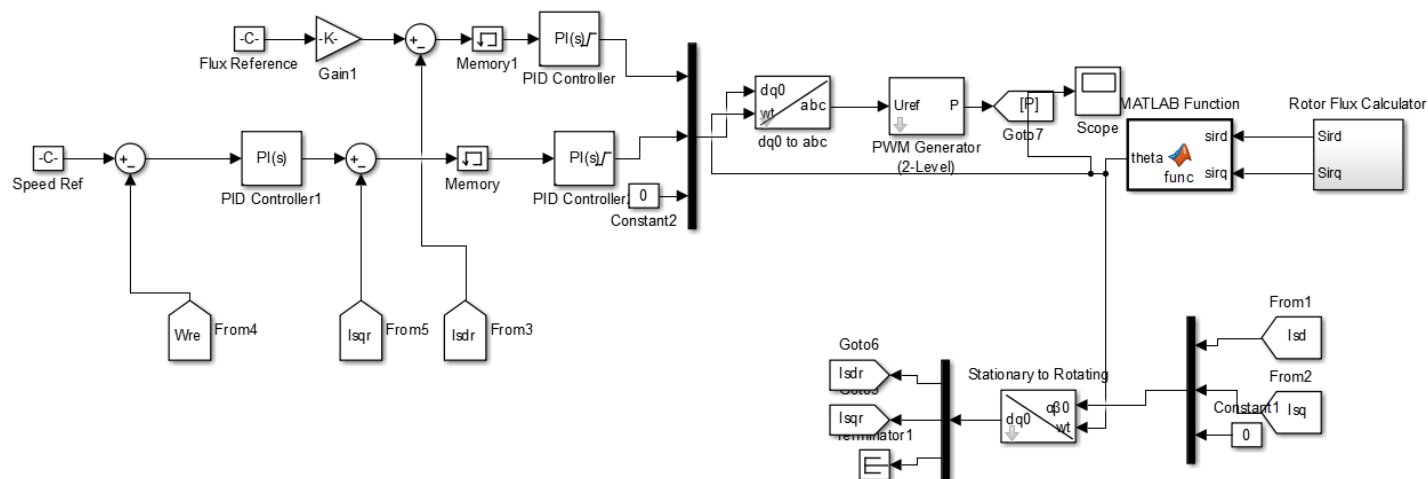 -C-
Flux Reference
-K-
Gain1
+
−
Memory1
PI(s)
PID Controller
-C-
Speed Ref
+
−
PI(s)
PID Controller1
+
−
Memory
PI(s)
PID Controller
0
Constant2
dq0
wt
abc
dq0 to abc
Uref
P
PWM Generator
(2-Level)
[P]
Goto7
Scope
MATLAB Function
theta
sird
sirq
func
Rotor Flux Calculator
Sird
Sirq
Wre
From4
Isqr
From5
Isdr
From3
Goto6
Isdr
Isqr
Terminator1
Stationary to Rotating
dq0
αβ0
wt
From1
Isd
From2
Isq
Constant1
0